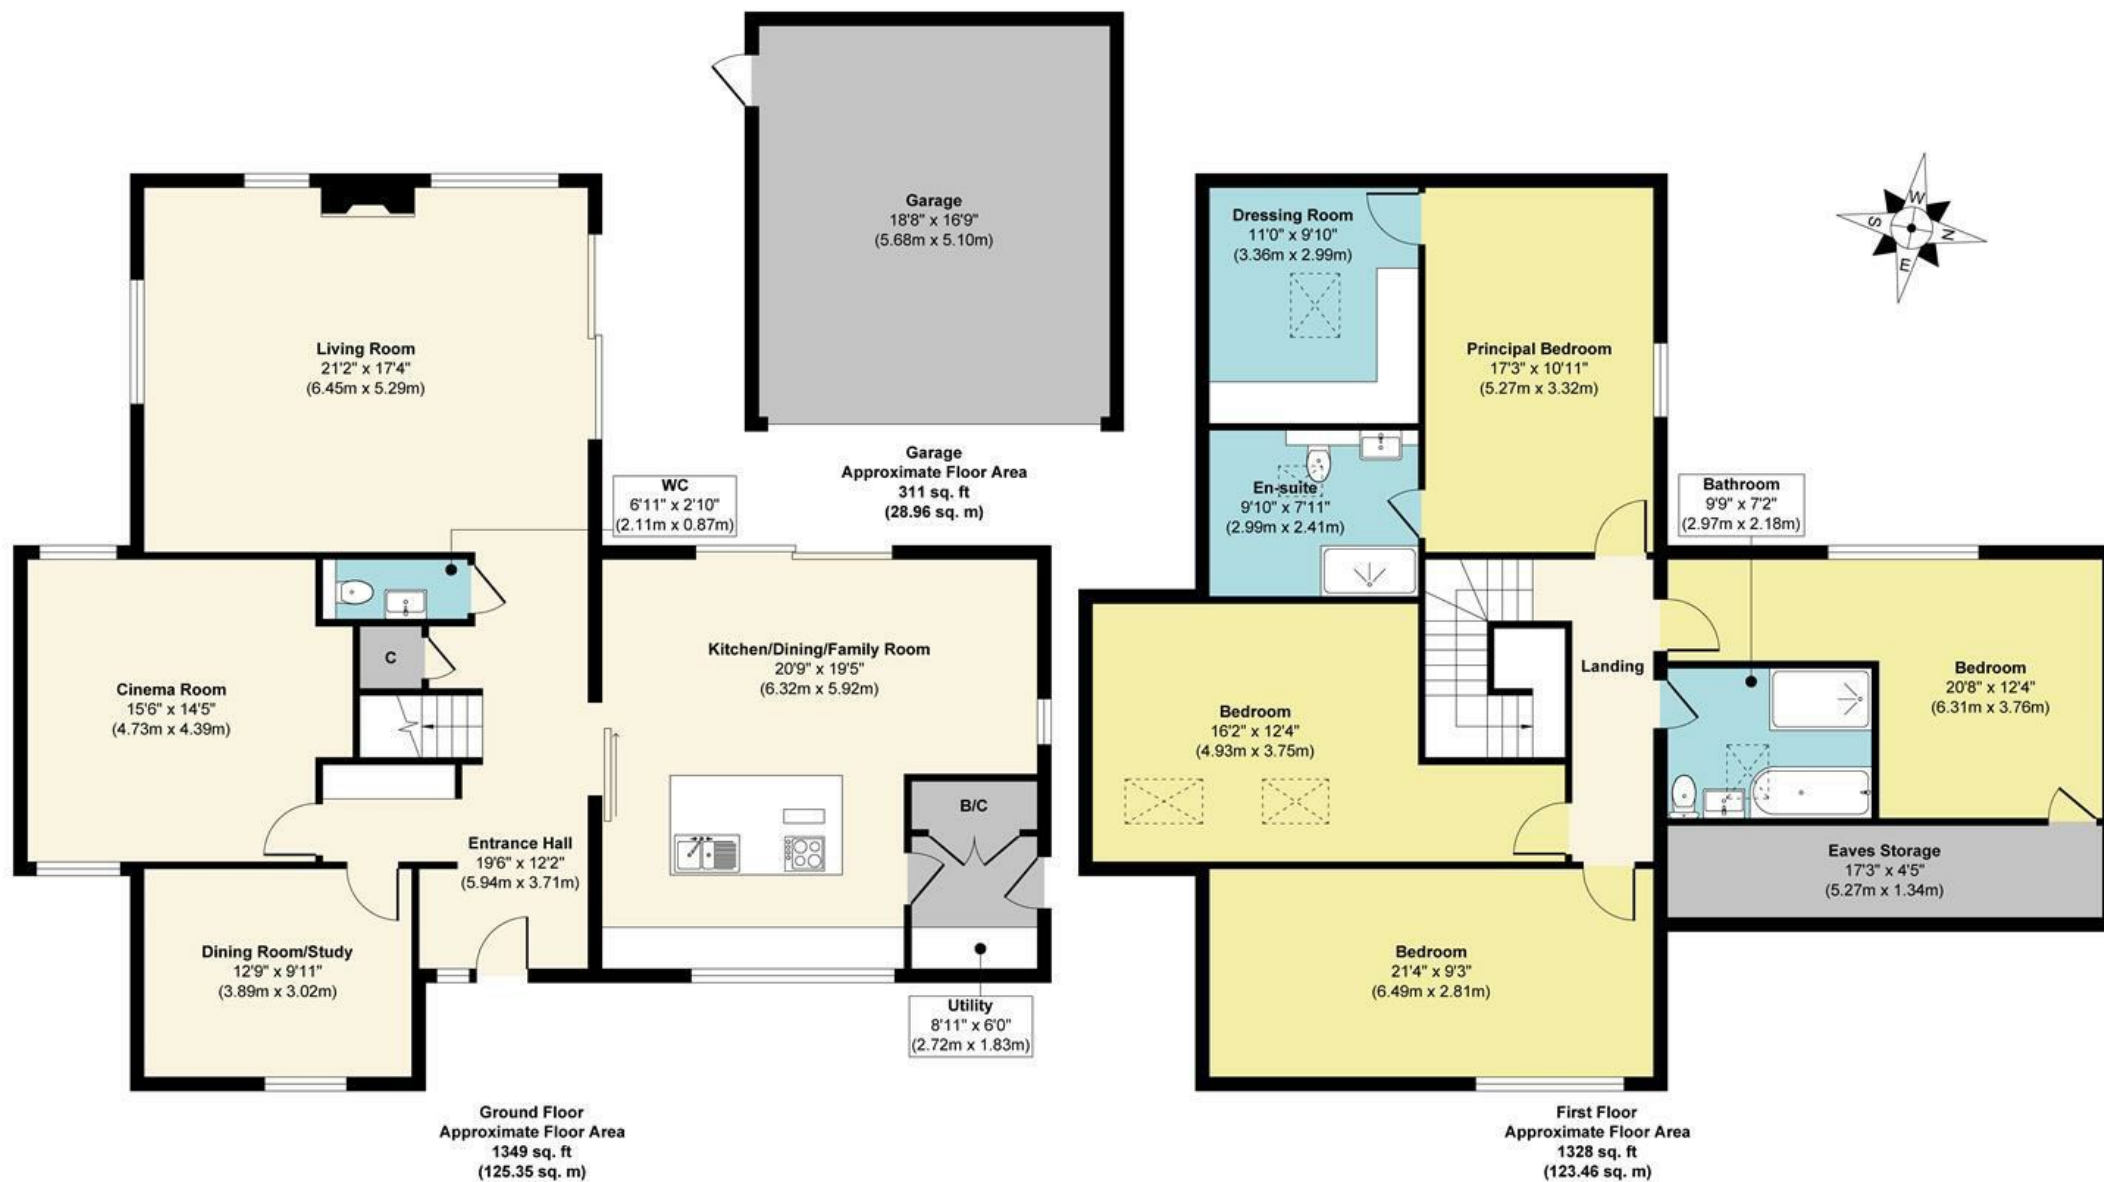 Garage
18'8" x 16'9"
(5.68m x 5.10m)
Garage
Approximate Floor Area
311 sq. ft
(28.96 sq. m)
Living Room
21'2" x 17'4"
(6.45m x 5.29m)
WC
6'11" x 2'10"
(2.11m x 0.87m)
C
Cinema Room
15'6" x 14'5"
(4.73m x 4.39m)
Kitchen/Dining/Family Room
20'9" x 19'5"
(6.32m x 5.92m)
B/C
Entrance Hall
19'6" x 12'2"
(5.94m x 3.71m)
Dining Room/Study
12'9" x 9'11"
(3.89m x 3.02m)
Utility
8'11" x 6'0"
(2.72m x 1.83m)
Ground Floor
Approximate Floor Area
1349 sq. ft
(125.35 sq. m)
Dressing Room
11'0" x 9'10"
(3.36m x 2.99m)
Principal Bedroom
17'3" x 10'11"
(5.27m x 3.32m)
W
S
N
E
En-suite
9'10" x 7'11"
(2.99m x 2.41m)
Bathroom
9'9" x 7'2"
(2.97m x 2.18m)
Landing
Bedroom
20'8" x 12'4"
(6.31m x 3.76m)
Bedroom
16'2" x 12'4"
(4.93m x 3.75m)
Eaves Storage
17'3" x 4'5"
(5.27m x 1.34m)
Bedroom
21'4" x 9'3"
(6.49m x 2.81m)
First Floor
Approximate Floor Area
1328 sq. ft
(123.46 sq. m)